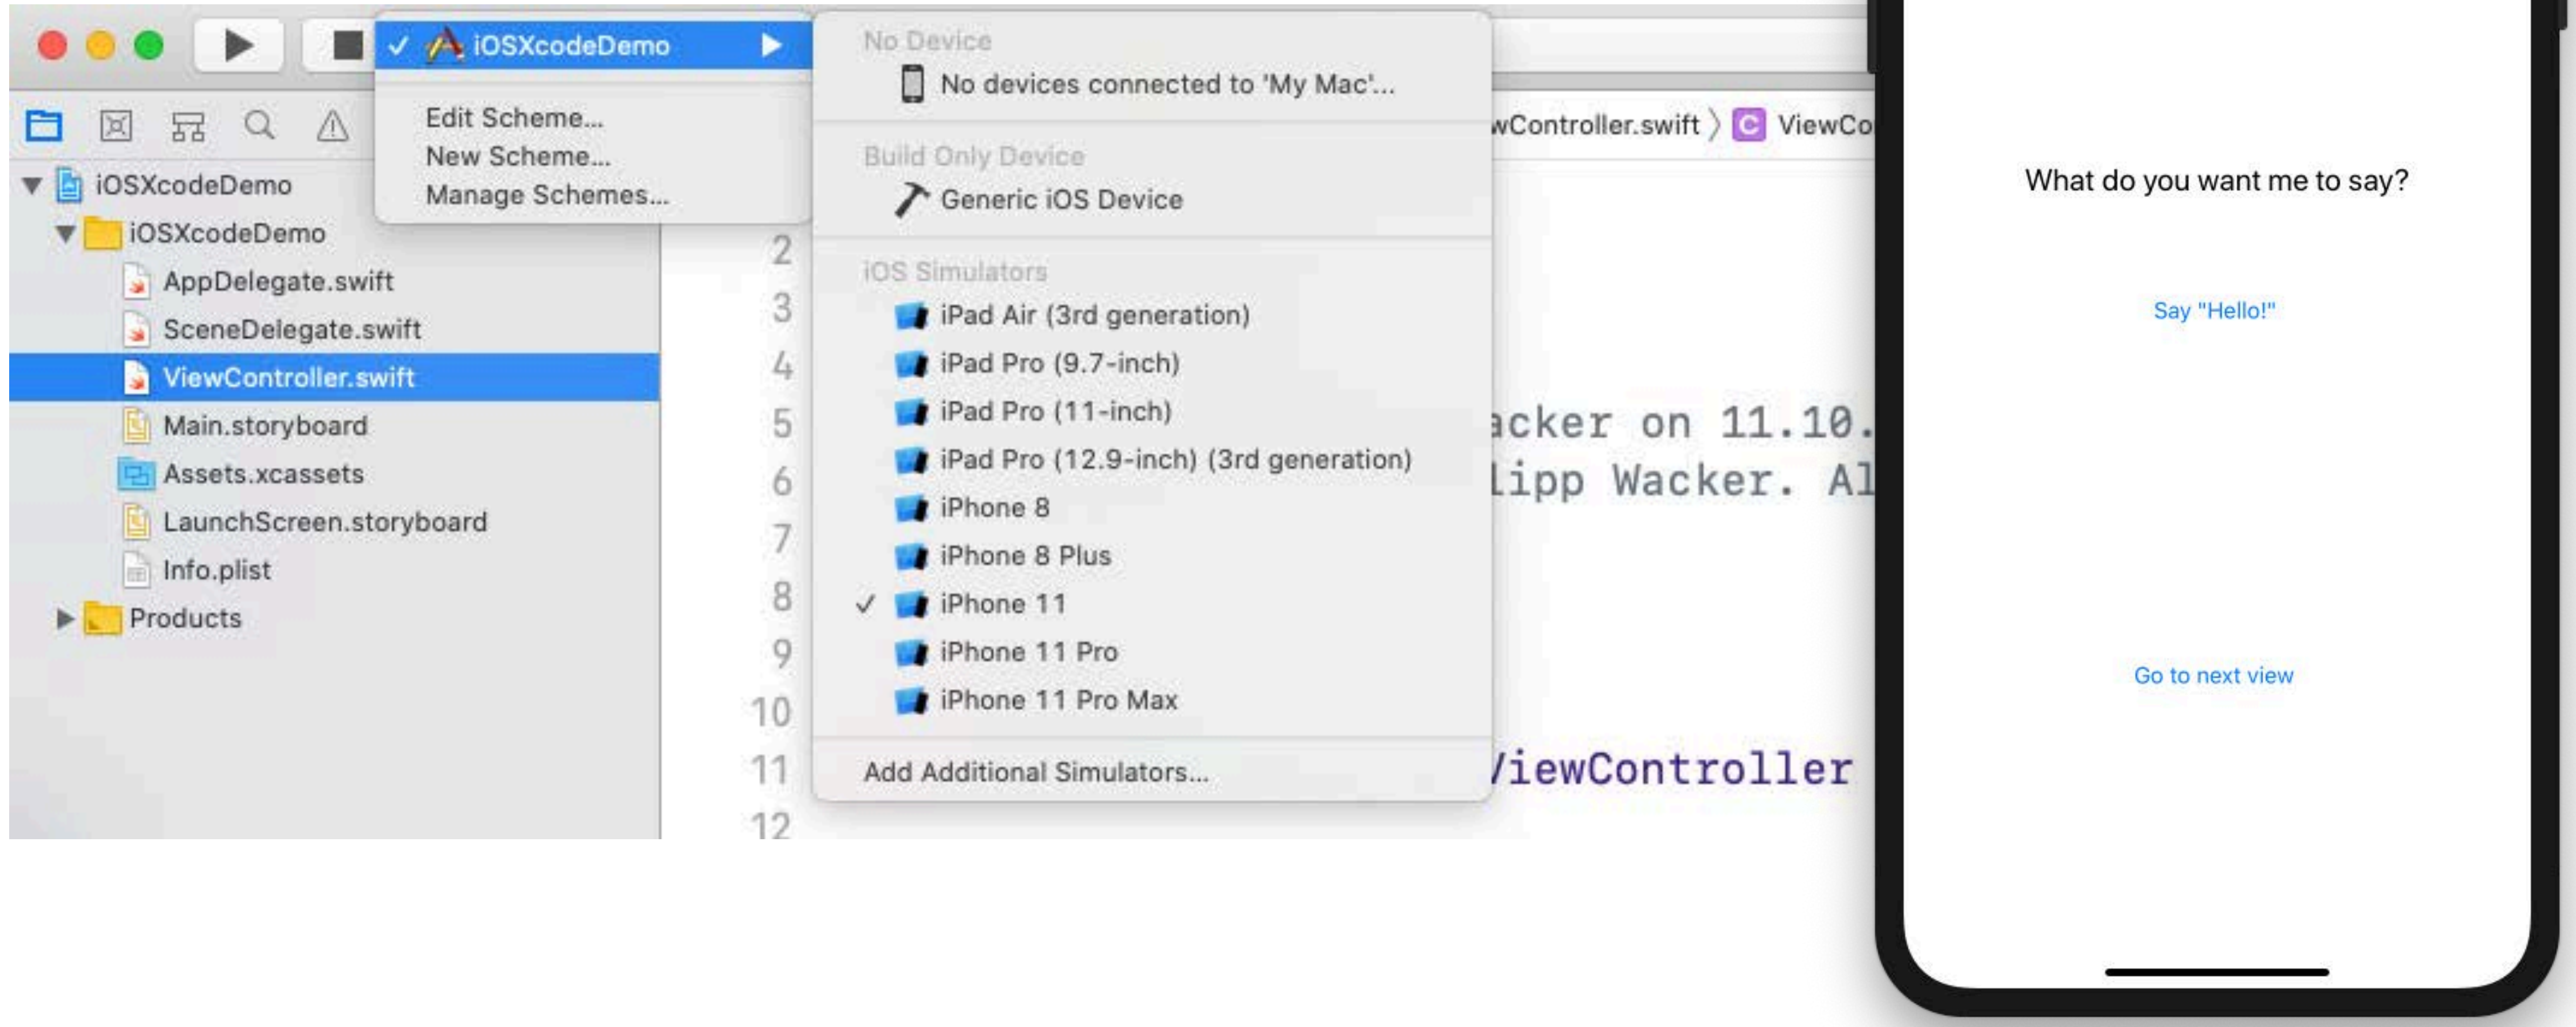 iOSXcodeDemo
Edit Scheme...
New Scheme...
Manage Schemes...
iOSXcodeDemo
iOSXcodeDemo
AppDelegate.swift
SceneDelegate.swift
ViewController.swift
Main.storyboard
Assets.xcassets
LaunchScreen.storyboard
Info.plist
Products
No Device
No devices connected to 'My Mac'...
Build Only Device
Generic iOS Device
iOS Simulators
iPad Air (3rd generation)
iPad Pro (9.7-inch)
iPad Pro (11-inch)
iPad Pro (12.9-inch) (3rd generation)
iPhone 8
iPhone 8 Plus
iPhone 11
iPhone 11 Pro
iPhone 11 Pro Max
Add Additional Simulators...
wController.swift 〉 C ViewCo
2
3
4
5 acker on 11.10.
6 lipp Wacker. Al
7
8
9
10
11 ViewController
12
What do you want me to say?
Say "Hello!"
Go to next view